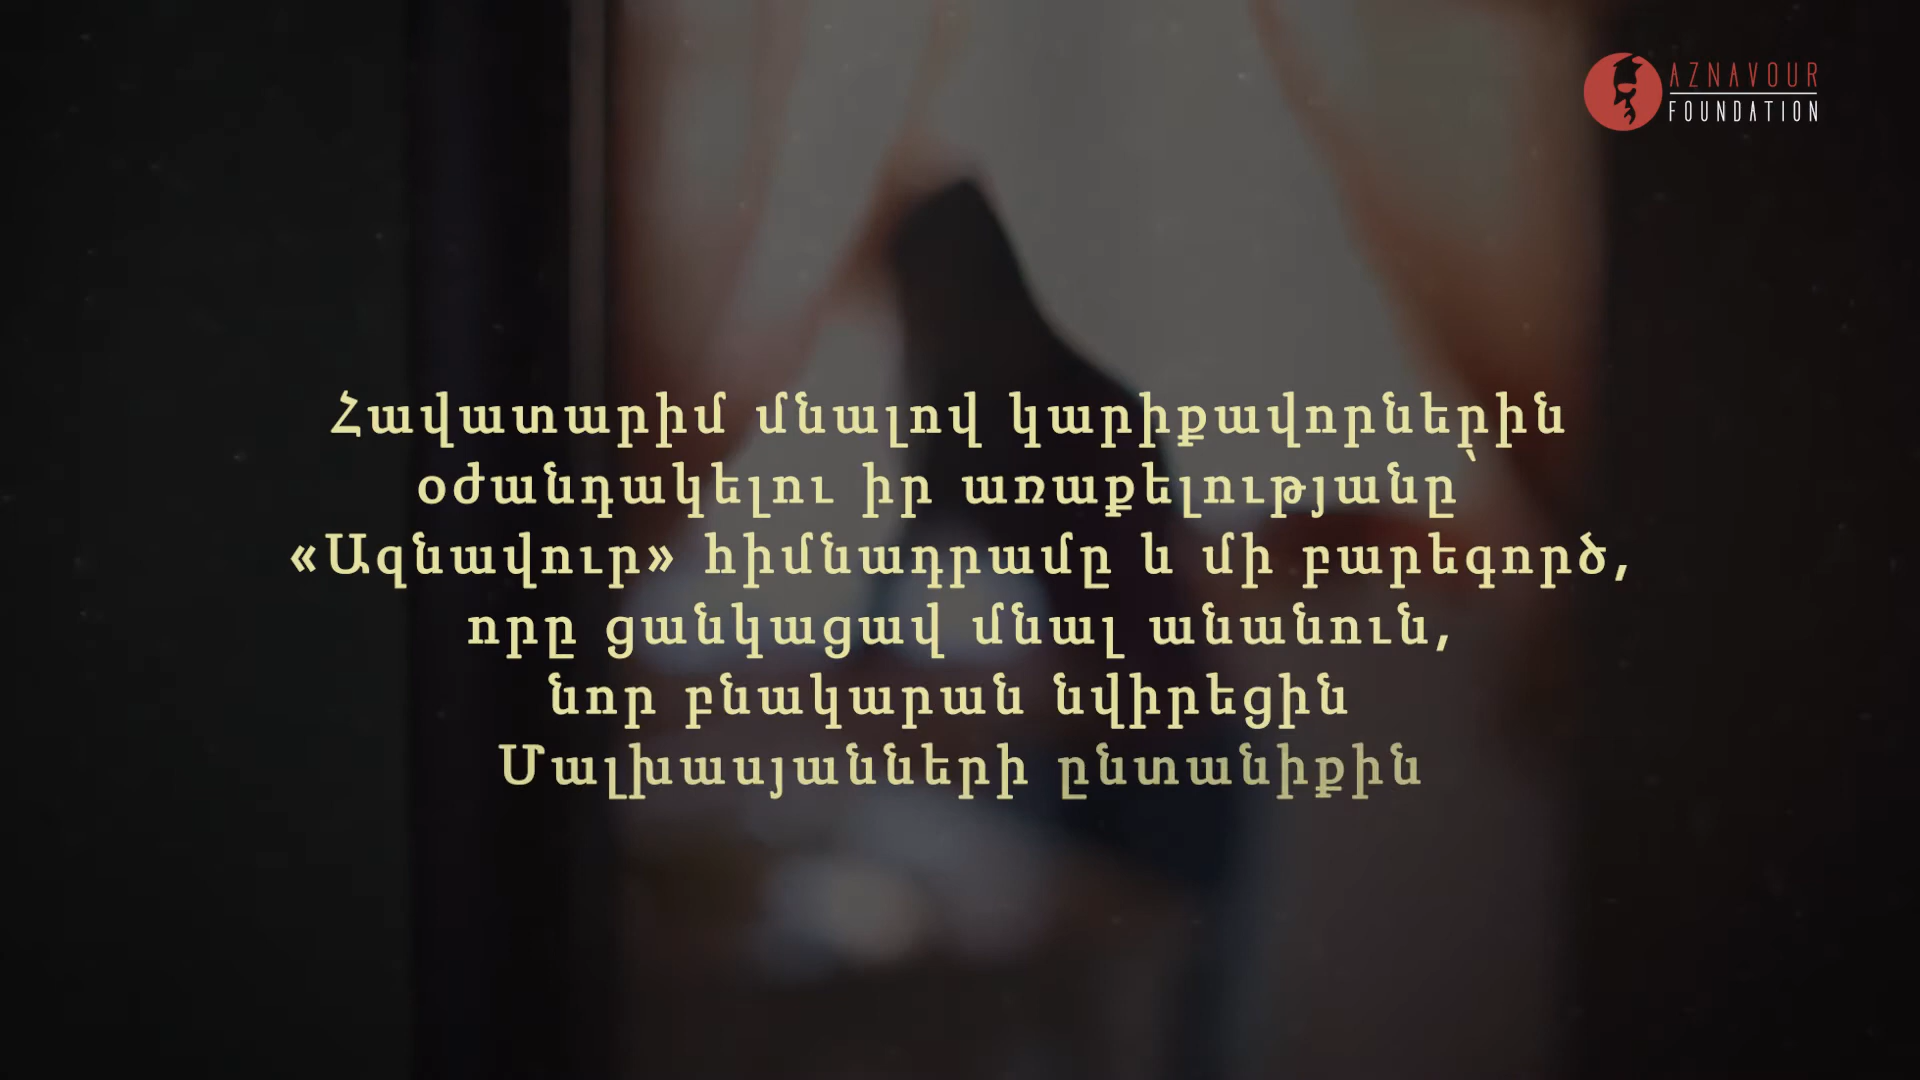 AZNAVOUR
FOUNDATION
Հավատարիմ մնալով կարիքավորներին
օժանդակելու իր առաքելությանը՝
«Ազնավուր» հիմնադրամը և մի բարեգործ,
որը ցանկացավ մնալ անանուն,
նոր բնակարան նվիրեցին
Մալխասյանների ընտանիքին